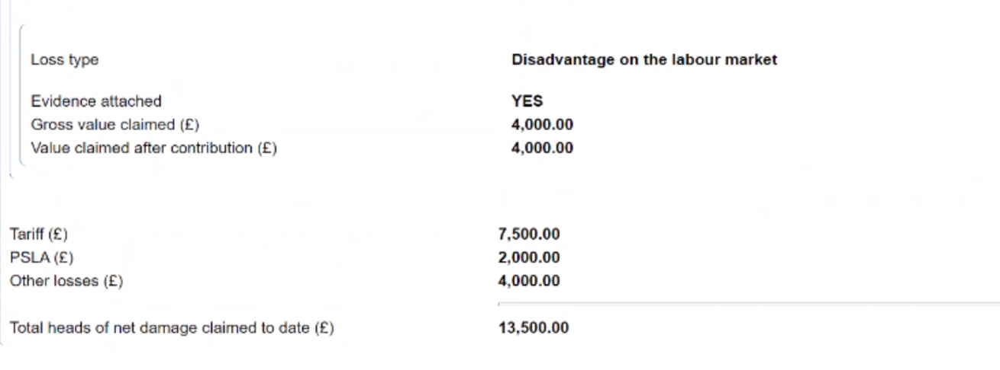 Loss type Disadvantage on the labour market
Evidence attached YES
Gross value claimed (£) 4,000.00
Value claimed after contribution (£) 4,000.00
Tariff (£) 7,500.00
PSLA (£) 2,000.00
Other losses (£) 4,000.00
Total heads of net damage claimed to date (£) 13,500.00